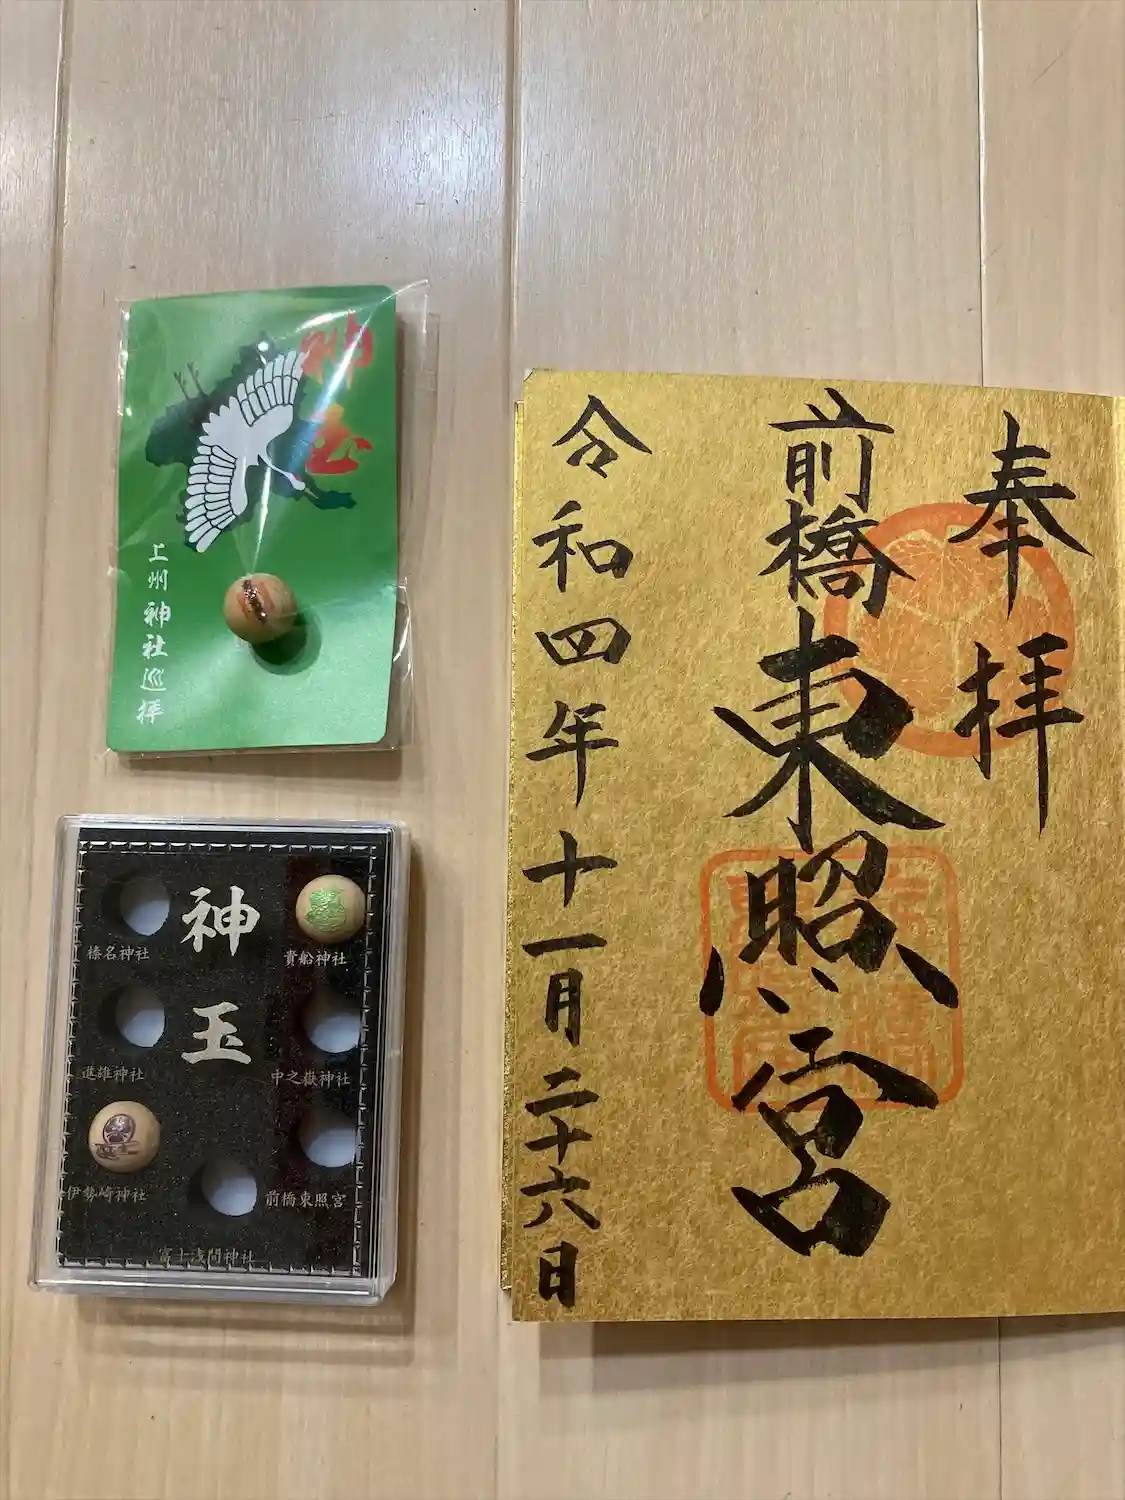 神玉
上州神社巡拝
神玉
榛名神社
貴船神社
進雄神社
中之嶽神社
伊勢崎神社
前橋東照宮
富士浅間神社
奉拝
前橋東照宮
令和四年十一月二十六日